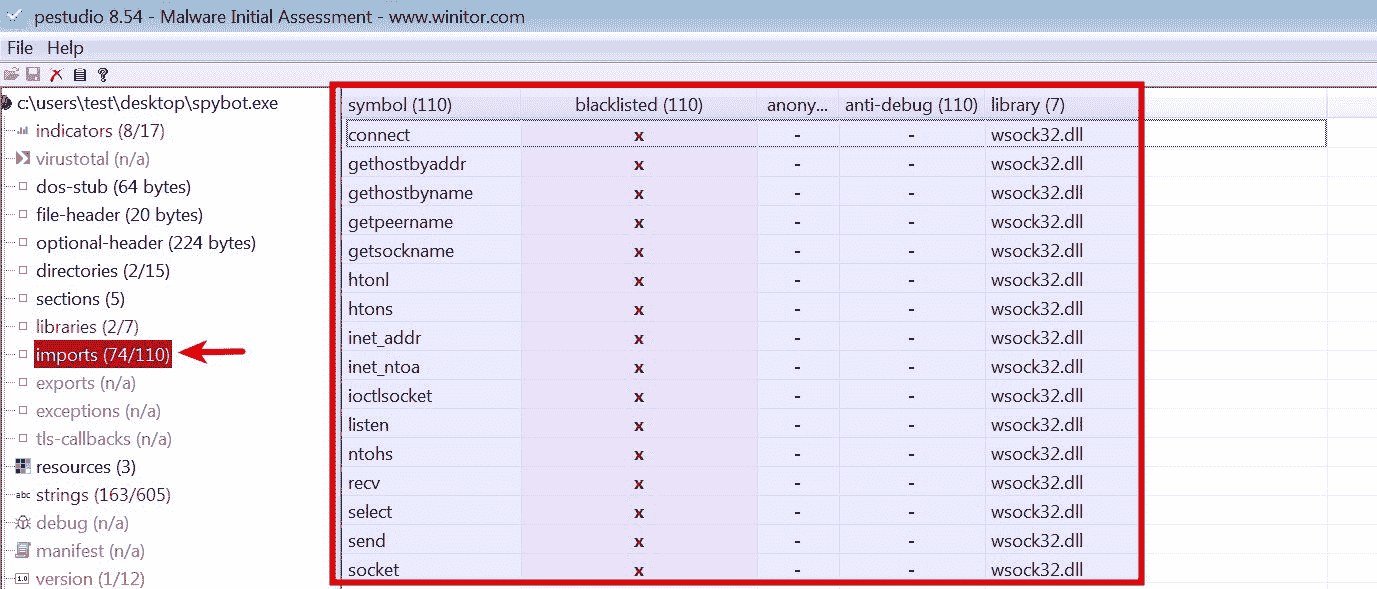 pestudio 8.54 - Malware Initial Assessment - www.winitor.com
File Help
c:\users\test\desktop\spybot.exe
indicators (8/17)
virustotal (n/a)
dos-stub (64 bytes)
file-header (20 bytes)
optional-header (224 bytes)
directories (2/15)
sections (5)
libraries (2/7)
imports (74/110)
exports (n/a)
exceptions (n/a)
tls-callbacks (n/a)
resources (3)
abc strings (163/605)
debug (n/a)
manifest (n/a)
1.0 version (1/12)
symbol (110) blacklisted (110) anony... anti-debug (110) library (7)
connect x - - wsock32.dll
gethostbyaddr x - - wsock32.dll
gethostbyname x - - wsock32.dll
getpeername x - - wsock32.dll
getsockname x - - wsock32.dll
htonl x - - wsock32.dll
htons x - - wsock32.dll
inet_addr x - - wsock32.dll
inet_ntoa x - - wsock32.dll
ioctlsocket x - - wsock32.dll
listen x - - wsock32.dll
ntohs x - - wsock32.dll
recv x - - wsock32.dll
select x - - wsock32.dll
send x - - wsock32.dll
socket x - - wsock32.dll